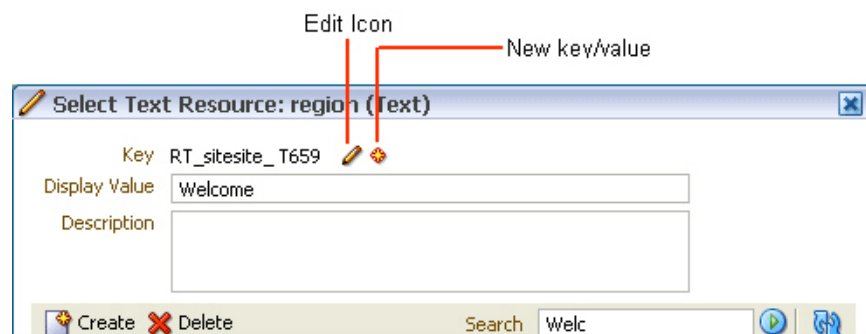 Edit Icon
New key/value
Select Text Resource: region (Text)
Key RT_sitesite_ T659
Display Value Welcome
Description
Create Delete Search Welc